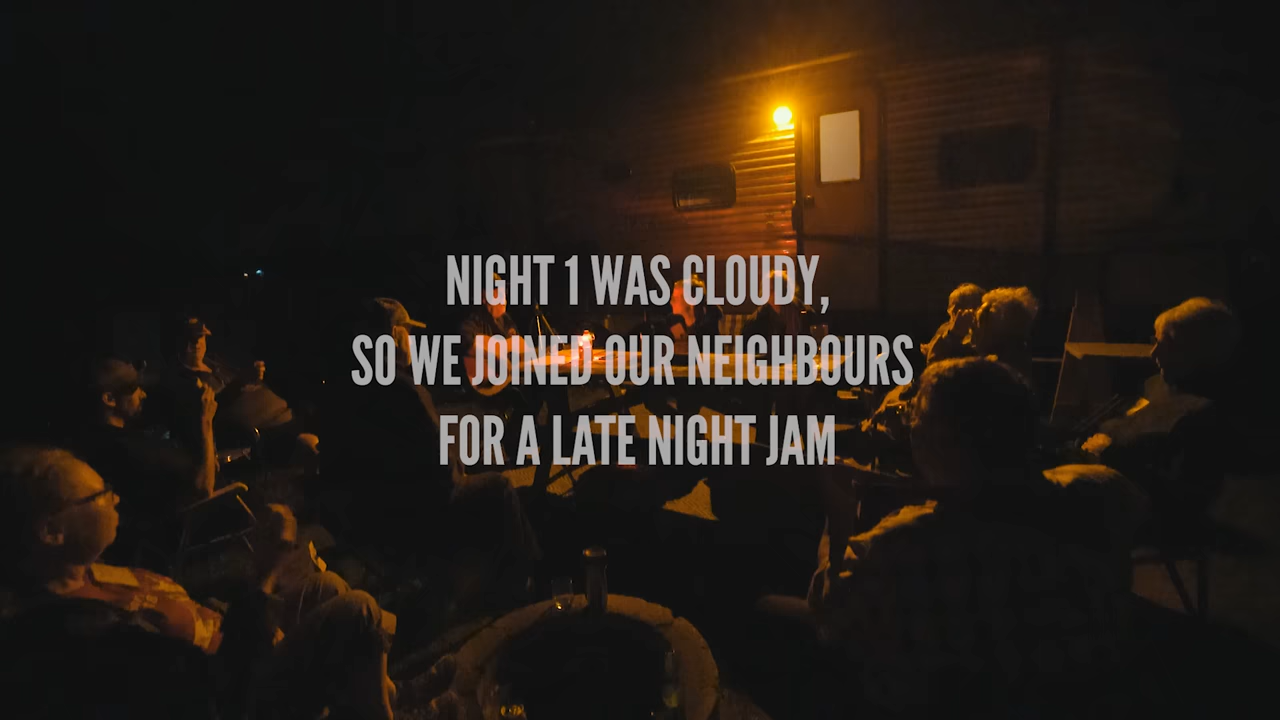 NIGHT 1 WAS CLOUDY,
SO WE JOINED OUR NEIGHBOURS
FOR A LATE NIGHT JAM